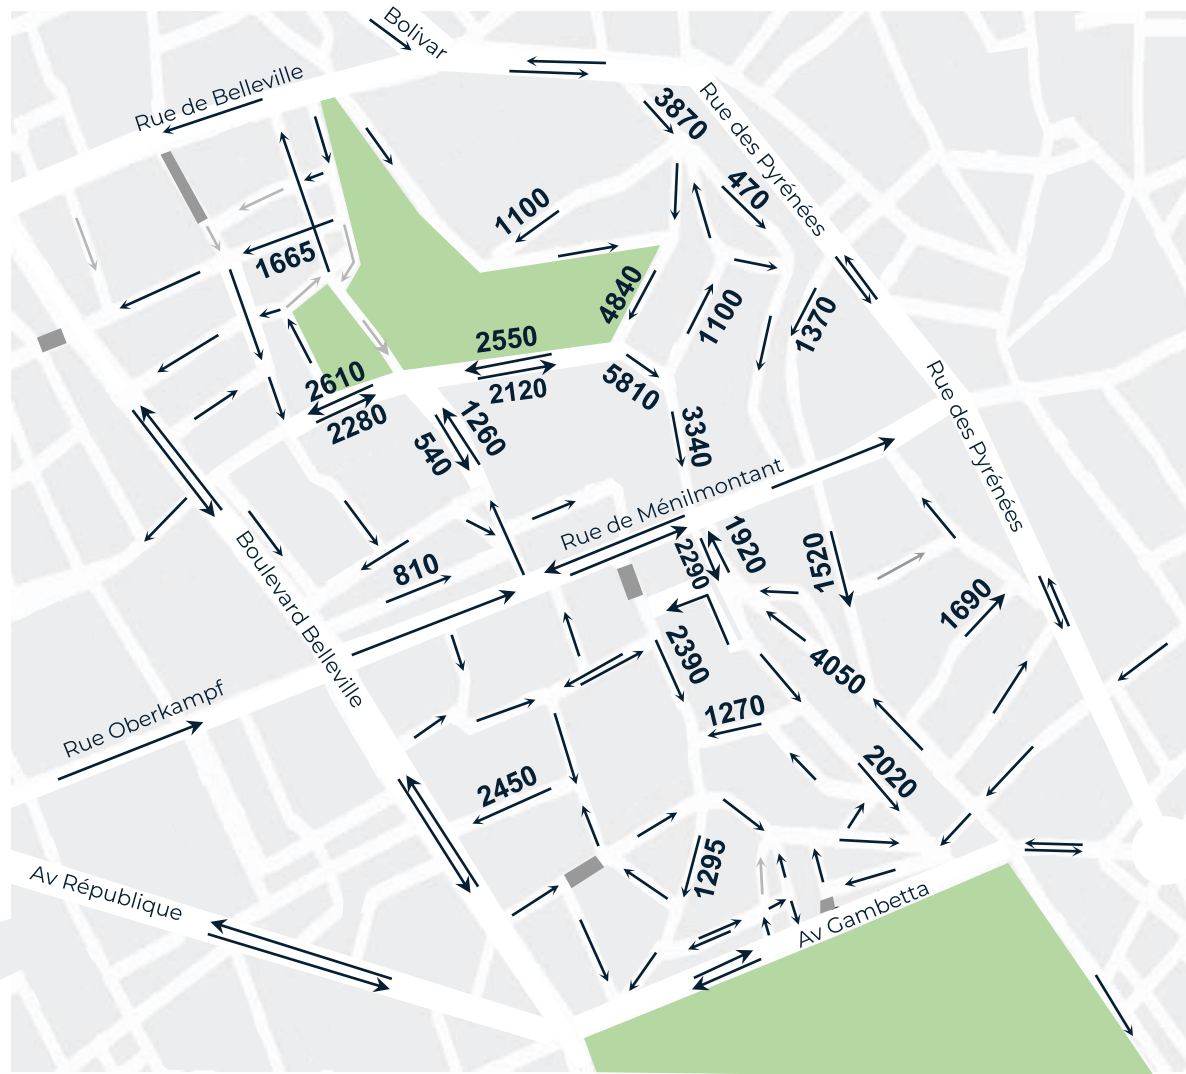 Bolivar
Rue de Belleville
3870
Rue des Pyrénées
470
1100
1665
4840
1100
1370
2550
2610
2120
5810
2280
1260
540
3340
Rue des Pyrénées
Rue de Ménilmontant
1920
2290
1520
810
Boulevard Belleville
1690
2390
4050
Rue Oberkampf
1270
2450
2020
1295
Av République
Av Gambetta